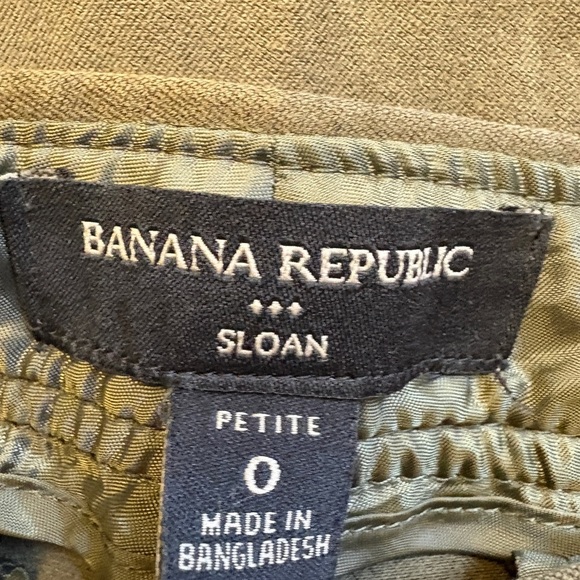 BANANA REPUBLIC
SLOAN
PETITE
0
MADE IN
BANGLADESH